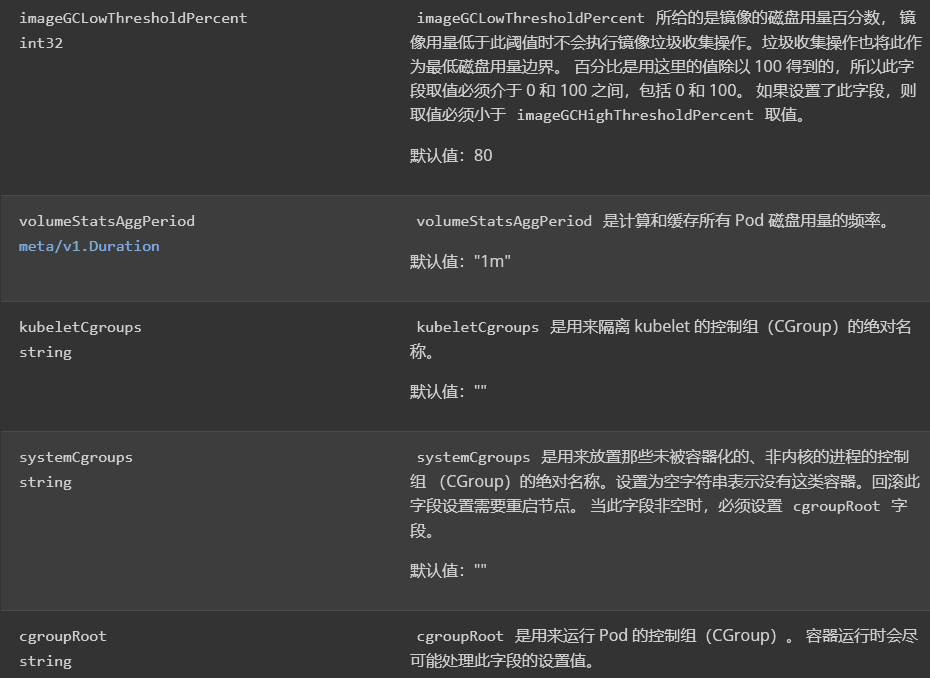 imageGCLowThresholdPercent
int32
imageGCLowThresholdPercent 所给的是镜像的磁盘用量百分数， 镜
像用量低于此阈值时不会执行镜像垃圾收集操作。垃圾收集操作也将此作
为最低磁盘用量边界。 百分比是用这里的值除以 100 得到的，所以此字
段取值必须介于 0 和 100 之间，包括 0 和 100。 如果设置了此字段，则
取值必须小于 imageGCHighThresholdPercent 取值。
默认值：80
volumeStatsAggPeriod
meta/v1.Duration
volumeStatsAggPeriod 是计算和缓存所有 Pod 磁盘用量的频率。
默认值："1m"
kubeletCgroups
string
kubeletCgroups 是用来隔离 kubelet 的控制组（CGroup）的绝对名
称。
默认值：""
systemCgroups
string
systemCgroups 是用来放置那些未被容器化的、非内核的进程的控制
组 （CGroup）的绝对名称。设置为空字符串表示没有这类容器。回滚此
字段设置需要重启节点。 当此字段非空时，必须设置 cgroupRoot 字
段。
默认值：""
cgroupRoot
string
cgroupRoot 是用来运行 Pod 的控制组（CGroup）。 容器运行时会尽
可能处理此字段的设置值。